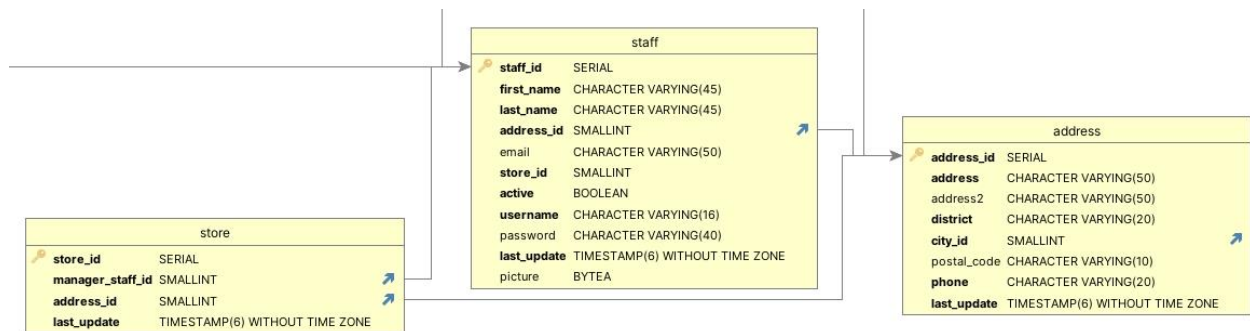 staff
staff_id SERIAL
first_name CHARACTER VARYING(45)
last_name CHARACTER VARYING(45)
address_id SMALLINT
email CHARACTER VARYING(50)
store_id SMALLINT
active BOOLEAN
username CHARACTER VARYING(16)
password CHARACTER VARYING(40)
last_update TIMESTAMP(6) WITHOUT TIME ZONE
picture BYTEA
address
address_id SERIAL
address CHARACTER VARYING(50)
address2 CHARACTER VARYING(50)
district CHARACTER VARYING(20)
city_id SMALLINT
postal_code CHARACTER VARYING(10)
phone CHARACTER VARYING(20)
last_update TIMESTAMP(6) WITHOUT TIME ZONE
store
store_id SERIAL
manager_staff_id SMALLINT
address_id SMALLINT
last_update TIMESTAMP(6) WITHOUT TIME ZONE